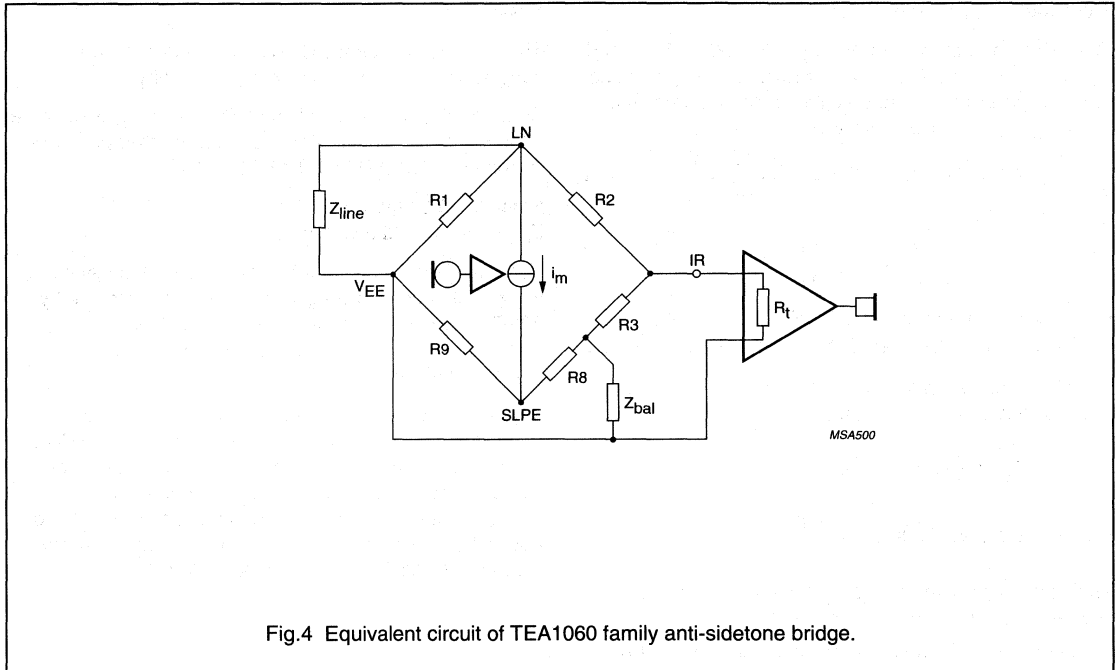 LN
R1
R2
Zline
IR
im
VEE
Rt
R3
R9
R8
Zbal
SLPE
MSA500
Fig.4 Equivalent circuit of TEA1060 family anti-sidetone bridge.